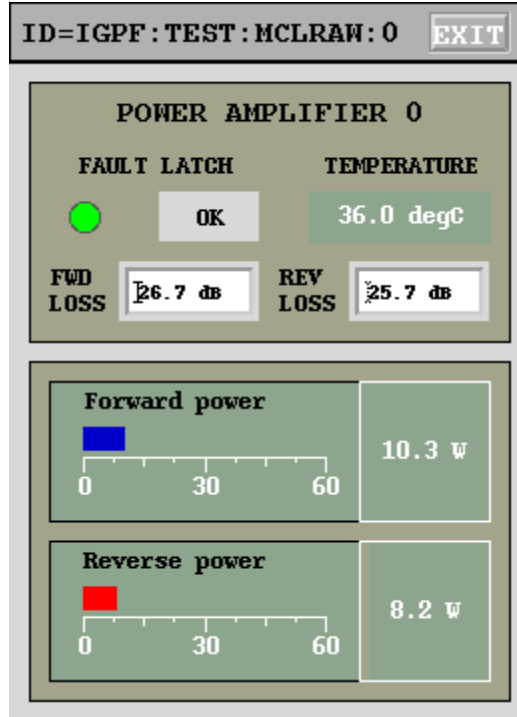 ID=IGPF:TEST:MCLRAW:0 EXIT
POWER AMPLIFIER 0
FAULT LATCH TEMPERATURE
OK 36.0 degC
FWD LOSS 26.7 dB REV LOSS 25.7 dB
Forward power
10.3 W
0 30 60
Reverse power
8.2 W
0 30 60